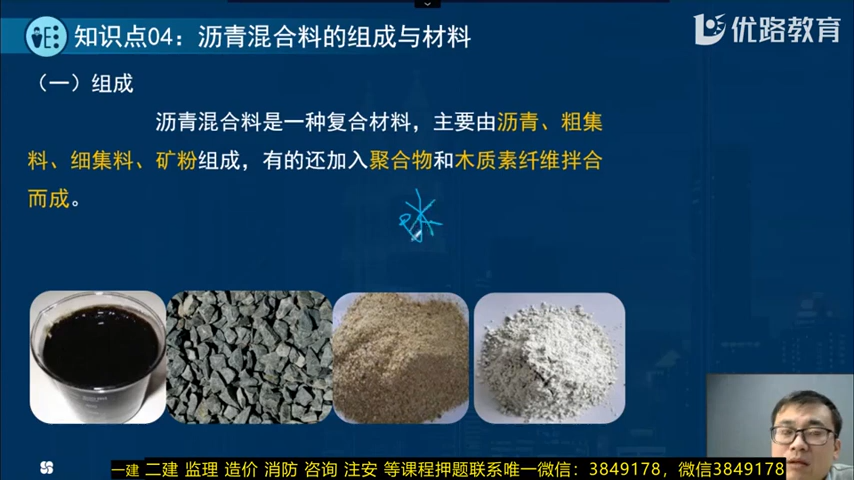 知识点04：沥青混合料的组成与材料
优路教育
（一）组成
沥青混合料是一种复合材料，主要由沥青、粗集
料、细集料、矿粉组成，有的还加入聚合物和木质素纤维拌合
而成。
一建 二建 监理 造价 消防 咨询 注安 等课程押题联系唯一微信：3849178，微信3849178